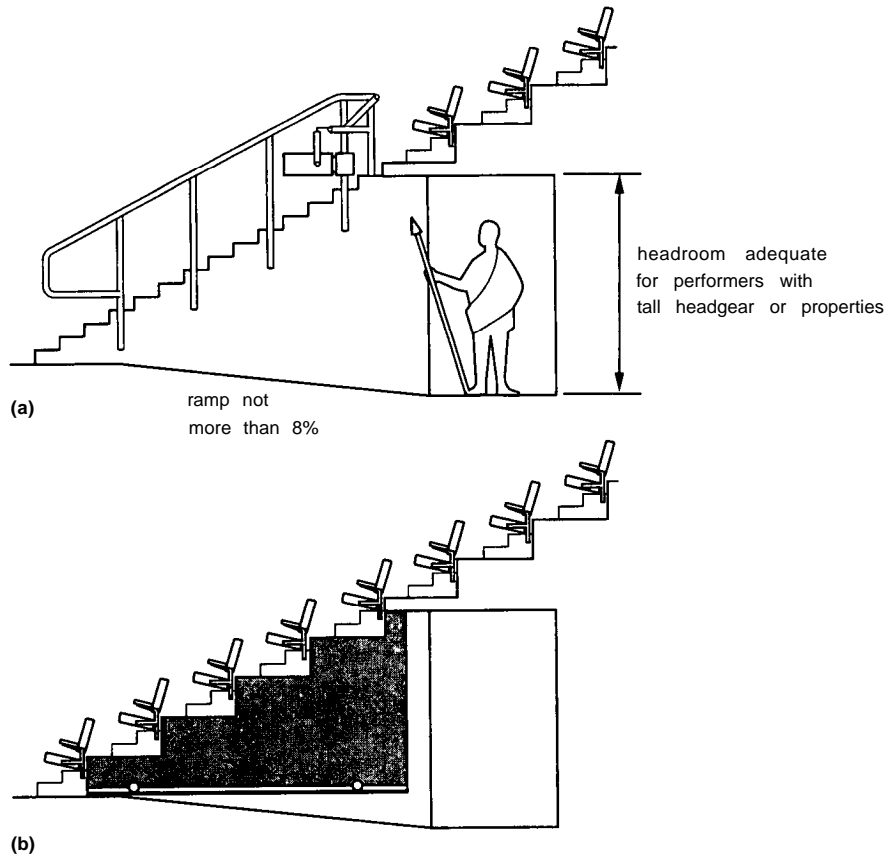 headroom adequate
for performers with
tall headgear or properties
(a)
ramp not
more than 8%
(b)